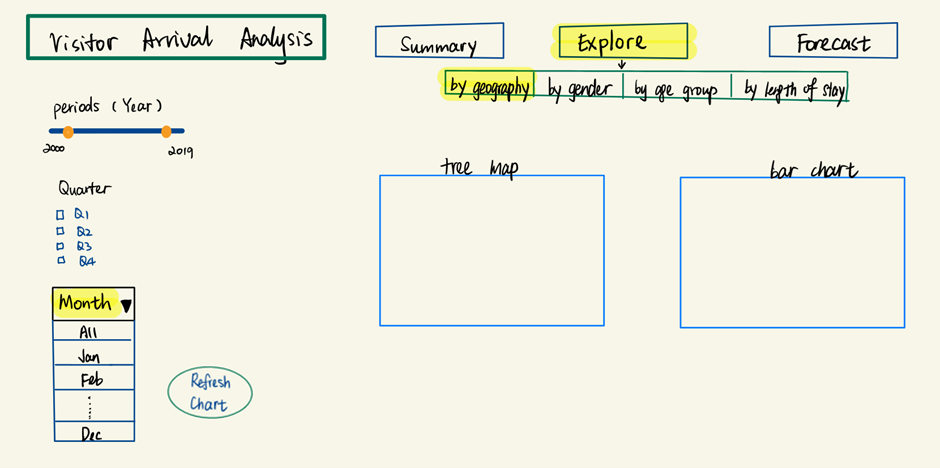 Visitor Arrival Analysis
Summary
Explore
Forecast
by geography
by gender
by age group
by length of stay
periods (Year)
2000
2019
Quarter
Q1
Q2
Q3
Q4
Month
All
Jan
Feb
Dec
Refresh
Chart
tree map
bar chart